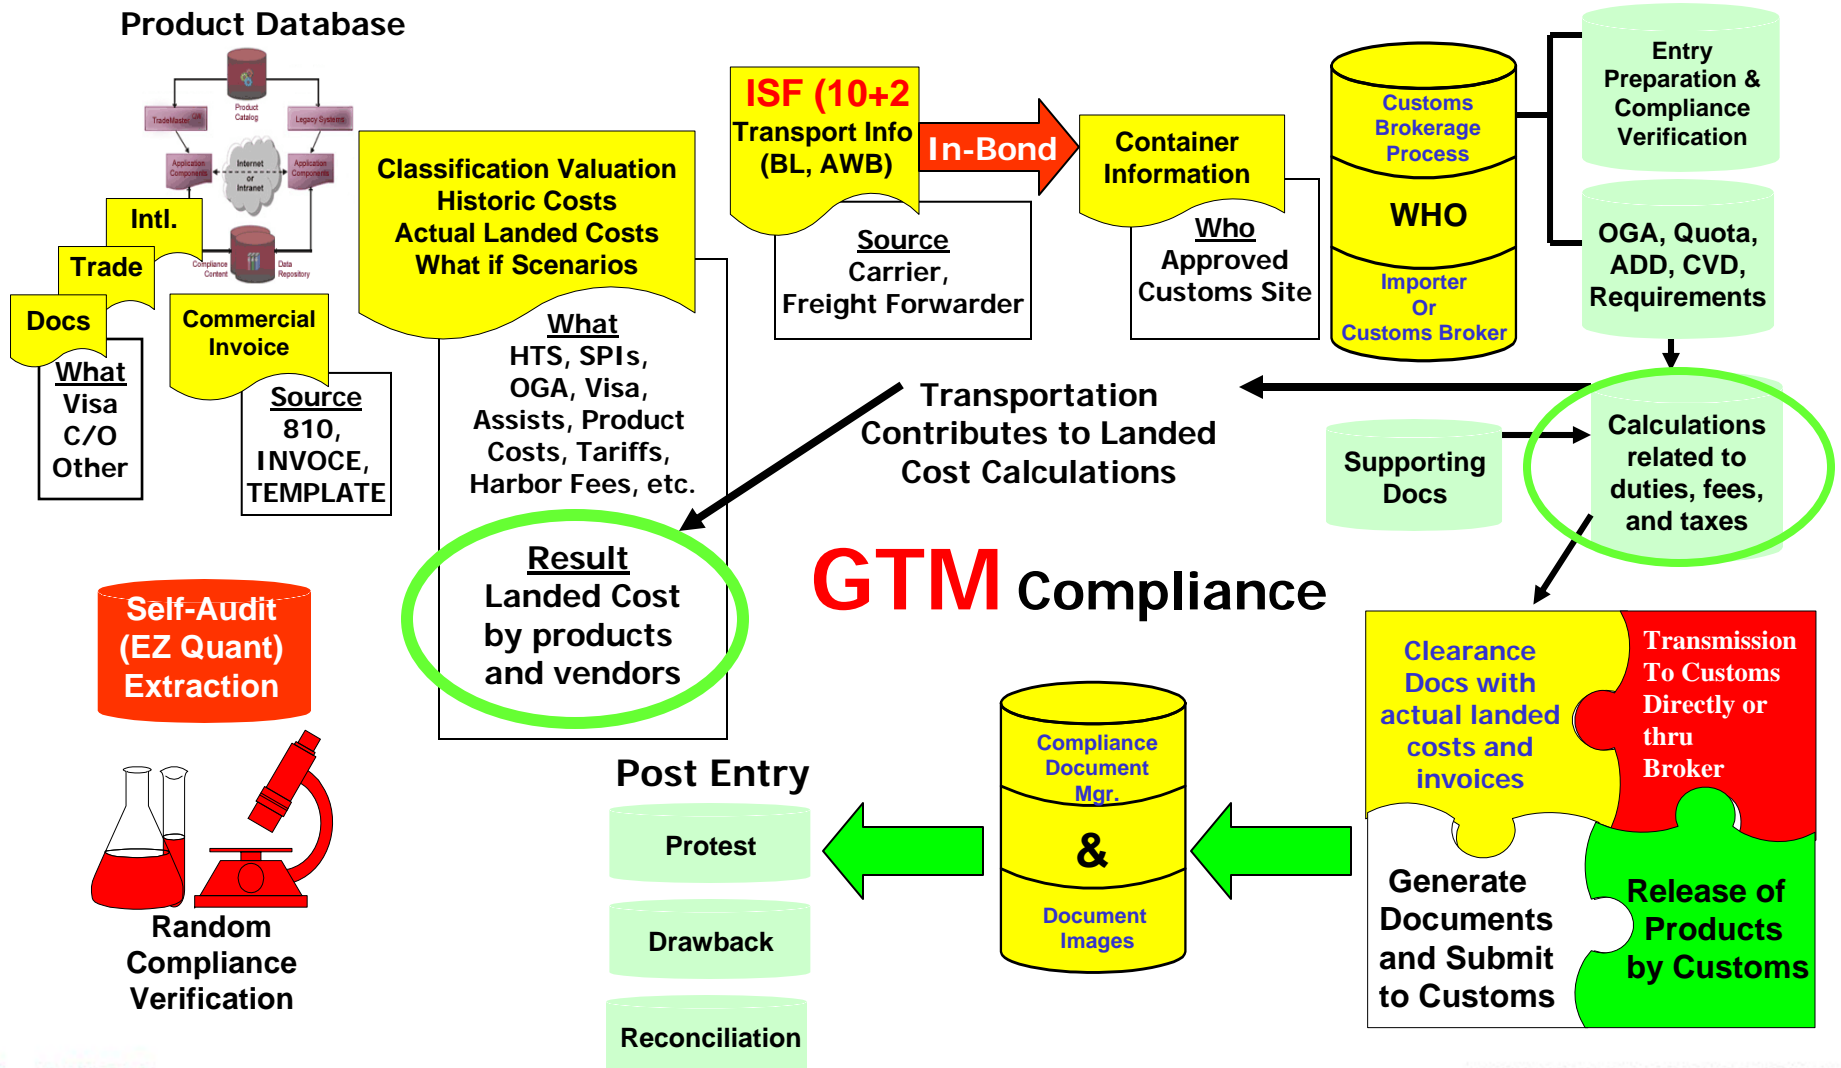 Product Database
Product
Catalog
TradeMaster QA
Legacy Systems
Application
Components
Internet
or
Intranet
Application
Components
Compliance
Content
Data
Repository
Intl.
Trade
Docs
What
Visa
C/O
Other
Commercial
Invoice
Source
810,
INVOCE,
TEMPLATE
Classification Valuation
Historic Costs
Actual Landed Costs
What if Scenarios
What
HTS, SPIs,
OGA, Visa,
Assists, Product
Costs, Tariffs,
Harbor Fees, etc.
Result
Landed Cost
by products
and vendors
ISF (10+2
Transport Info
(BL, AWB)
Source
Carrier,
Freight Forwarder
In-Bond
Container
Information
Who
Approved
Customs Site
Customs
Brokerage
Process
WHO
Importer
Or
Customs Broker
Entry
Preparation &
Compliance
Verification
OGA, Quota,
ADD, CVD,
Requirements
Transportation
Contributes to Landed
Cost Calculations
Supporting
Docs
Calculations
related to
duties, fees,
and taxes
GTM Compliance
Self-Audit
(EZ Quant)
Extraction
Random
Compliance
Verification
Post Entry
Protest
Drawback
Reconciliation
Compliance
Document
Mgr.
&
Document
Images
Clearance
Docs with
actual landed
costs and
invoices
Transmission
To Customs
Directly or
thru
Broker
Generate
Documents
and Submit
to Customs
Release of
Products
by Customs